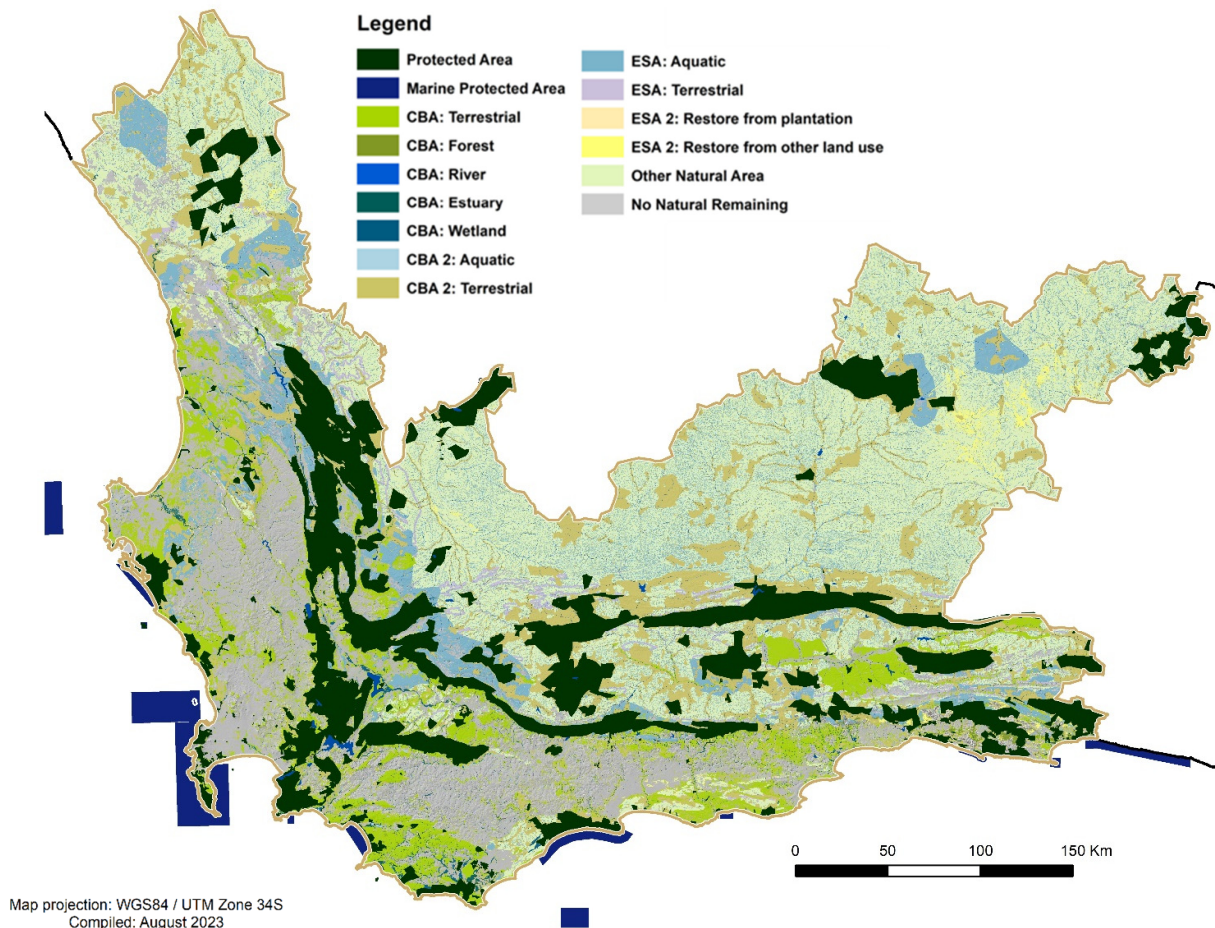 Legend
Protected Area
Marine Protected Area
CBA: Terrestrial
CBA: Forest
CBA: River
CBA: Estuary
CBA: Wetland
CBA 2: Aquatic
CBA 2: Terrestrial
ESA: Aquatic
ESA: Terrestrial
ESA 2: Restore from plantation
ESA 2: Restore from other land use
Other Natural Area
No Natural Remaining
0 50 100 150 Km
Map projection: WGS84 / UTM Zone 34S
Compiled: August 2023